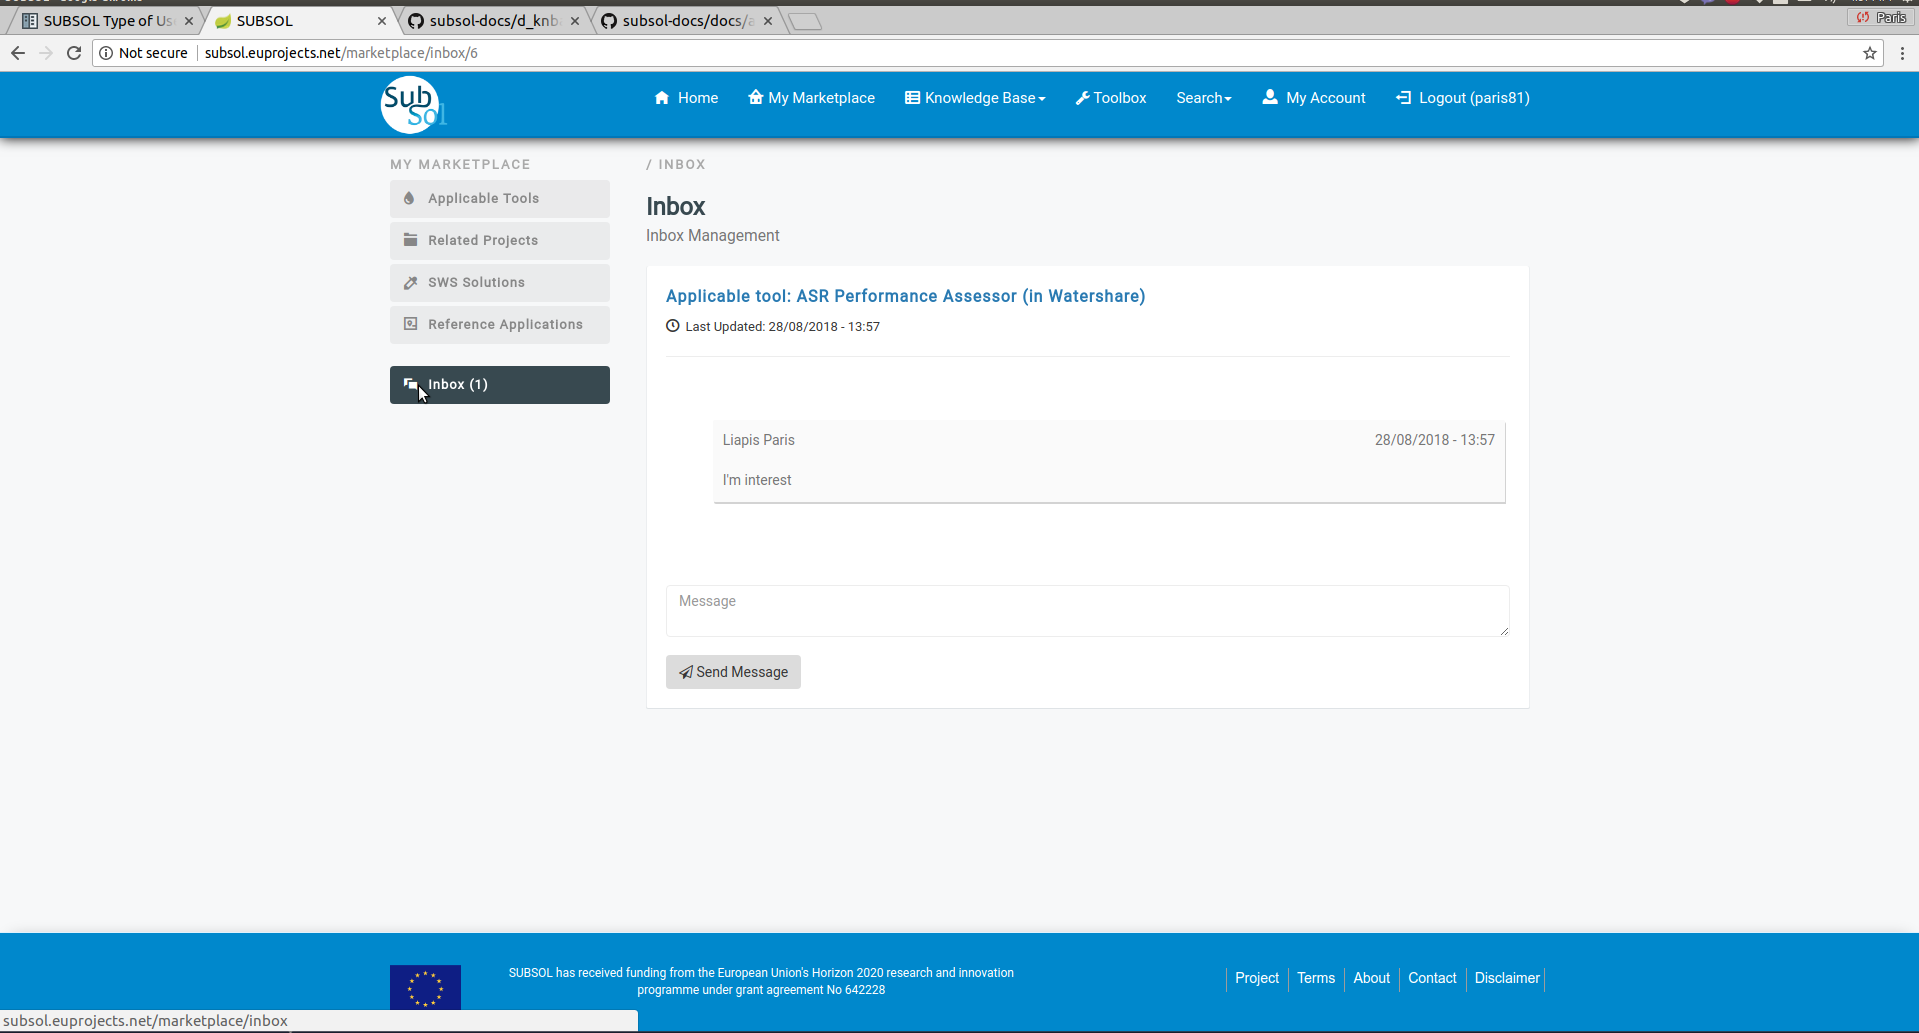 SUBSOL Type of Us
SUBSOL
subsol-docs/d_knb
subsol-docs/docs/a
Paris
Not secure
subsol.euprojects.net/marketplace/inbox/6
Sub
Sol
Home
My Marketplace
Knowledge Base
Toolbox
Search
My Account
Logout (paris81)
MY MARKETPLACE
Applicable Tools
Related Projects
SWS Solutions
Reference Applications
Inbox (1)
/ INBOX
Inbox
Inbox Management
Applicable tool: ASR Performance Assessor (in Watershare)
Last Updated: 28/08/2018 - 13:57
Liapis Paris
28/08/2018 - 13:57
I'm interest
Message
Send Message
SUBSOL has received funding from the European Union's Horizon 2020 research and innovation
programme under grant agreement No 642228
Project
Terms
About
Contact
Disclaimer
subsol.euprojects.net/marketplace/inbox